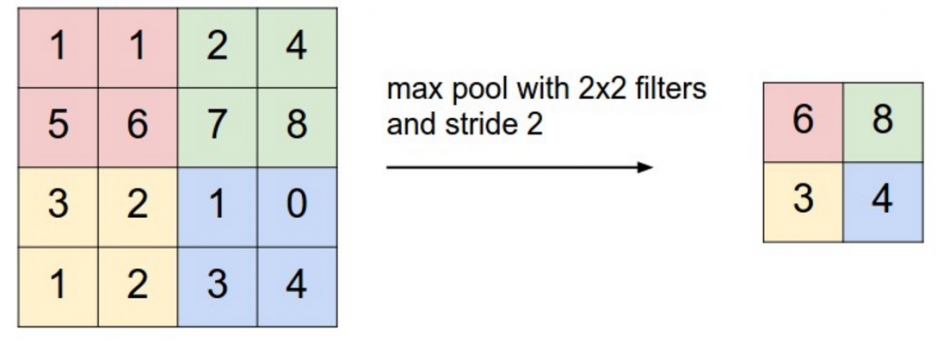 1 1 2 4
5 6 7 8
3 2 1 0
1 2 3 4
max pool with 2x2 filters
and stride 2
6 8
3 4